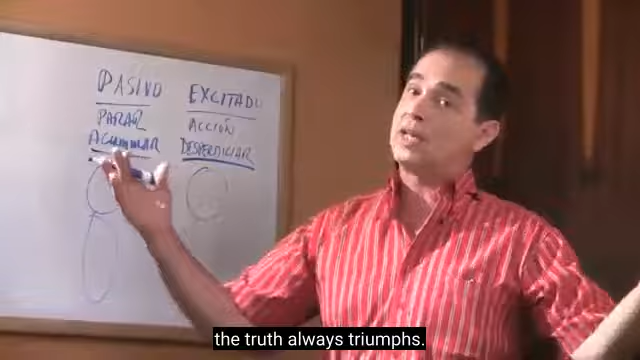 PASIVO
EXCITADO
PARAR
ACUMULAR
ACCIÓN
DESPERDICIAR
the truth always triumphs.